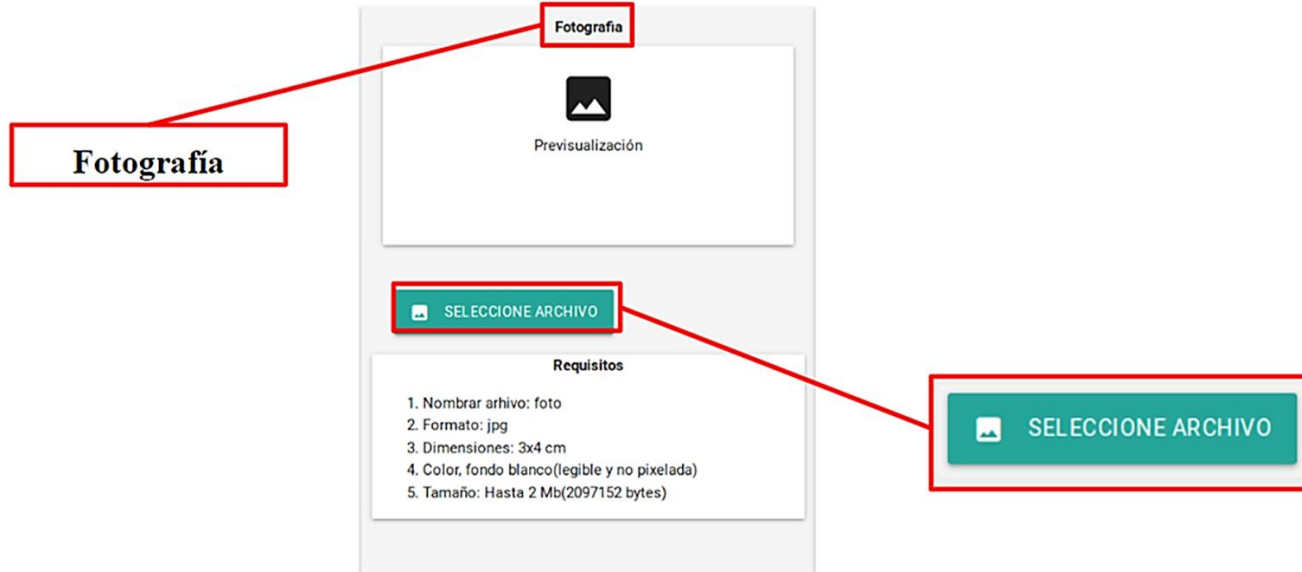 Fotografia
Previsualización
Fotografía
SELECCIONE ARCHIVO
Requisitos
1. Nombrar arhivo: foto
2. Formato: jpg
3. Dimensiones: 3x4 cm
4. Color, fondo blanco(legible y no pixelada)
5. Tamaño: Hasta 2 Mb(2097152 bytes)
SELECCIONE ARCHIVO